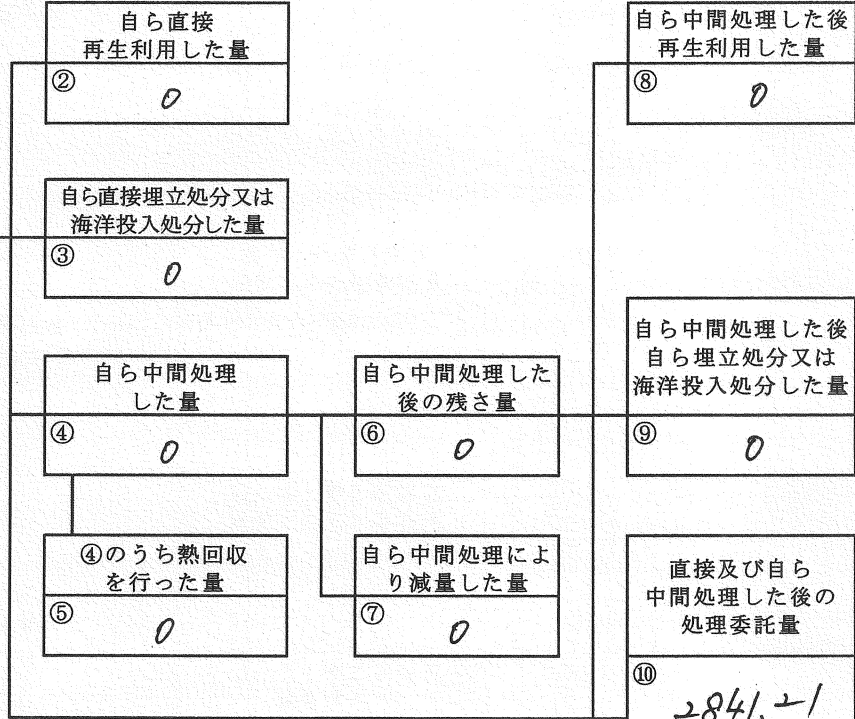 自ら直接
再生利用した量
②
0
自ら直接埋立処分又は
海洋投入処分した量
③
0
自ら中間処理
した量
④
0
④のうち熱回収
を行った量
⑤
0
自ら中間処理した
後の残さ量
⑥
0
自ら中間処理によ
り減量した量
⑦
0
自ら中間処理した後
再生利用した量
⑧
0
自ら中間処理した後
自ら埋立処分又は
海洋投入処分した量
⑨
0
直接及び自ら
中間処理した後の
処理委託量
⑩
2841.21